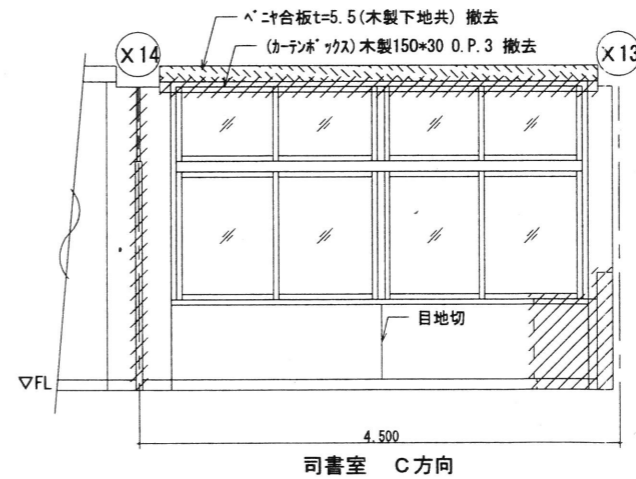 ベニヤ合板t=5.5(木製下地共) 撤去
(カーテンボックス)木製150*30 O.P.3 撤去
X14
X13
目地切
▽FL
4.500
司書室 C方向